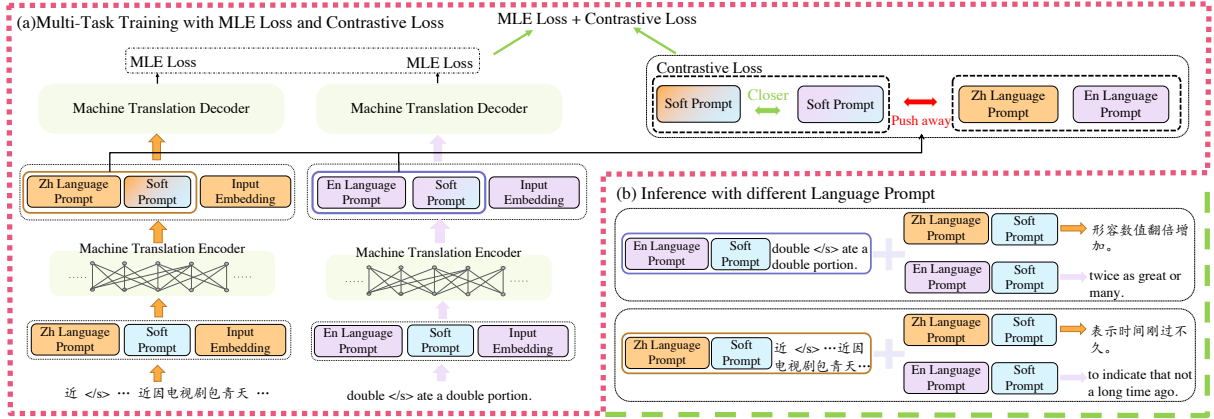 (a)Multi-Task Training with MLE Loss and Contrastive Loss
MLE Loss + Contrastive Loss
MLE Loss
MLE Loss
Machine Translation Decoder
Machine Translation Decoder
Zh Language
Prompt
Soft
Prompt
Input
Embedding
En Language
Prompt
Soft
Prompt
Input
Embedding
Machine Translation Encoder
Machine Translation Encoder
Zh Language
Prompt
Soft
Prompt
Input
Embedding
En Language
Prompt
Soft
Prompt
Input
Embedding
近 </s> … 近因电视剧包青天 …
double </s> ate a double portion.
Contrastive Loss
Soft Prompt
Closer
Soft Prompt
Push away
Zh Language
Prompt
En Language
Prompt
(b) Inference with different Language Prompt
En Language
Prompt
Soft
Prompt
double </s> ate a
double portion.
Zh Language
Prompt
Soft
Prompt
形容数值翻倍增
加。
En Language
Prompt
Soft
Prompt
twice as great or
many.
Zh Language
Prompt
Soft
Prompt
近 </s> …近因
电视剧包青天…
Zh Language
Prompt
Soft
Prompt
表示时间刚过不
久。
En Language
Prompt
Soft
Prompt
to indicate that not
a long time ago.